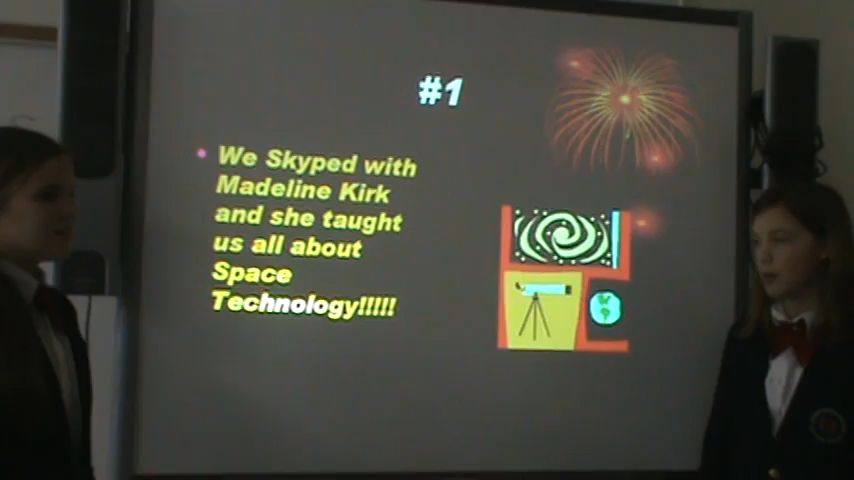 #1
We Skyped with
Madeline Kirk
and she taught
us all about
Space
Technology!!!!!